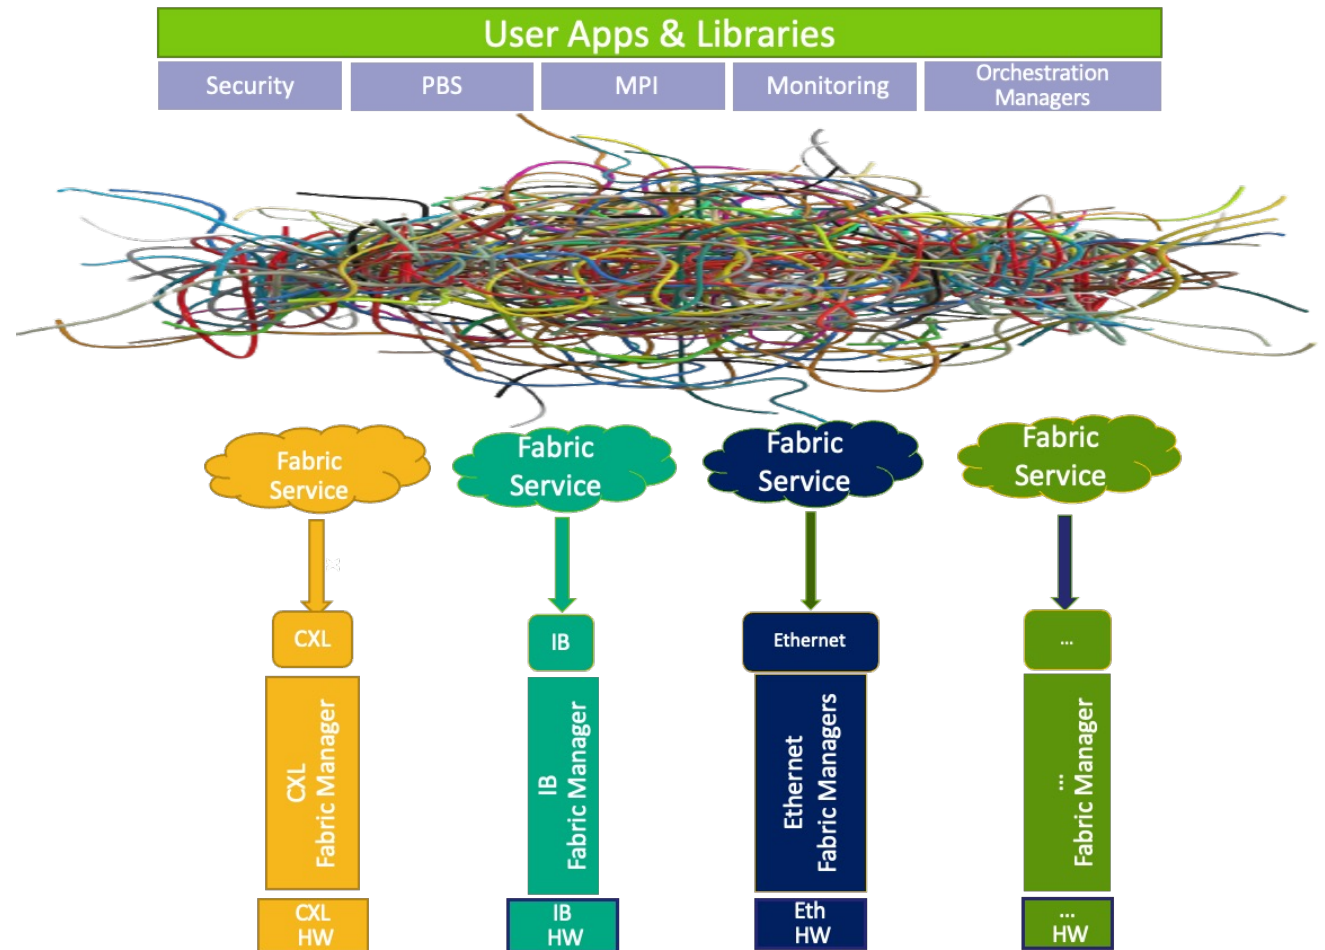 User Apps & Libraries
Security
PBS
MPI
Monitoring
Orchestration
Managers
Fabric
Service
Fabric
Service
Fabric
Service
Fabric
Service
CXL
IB
Ethernet
...
CXL
Fabric Manager
IB
Fabric Manager
Ethernet
Fabric Managers
...
Fabric Manager
CXL
HW
IB
HW
Eth
HW
...
HW